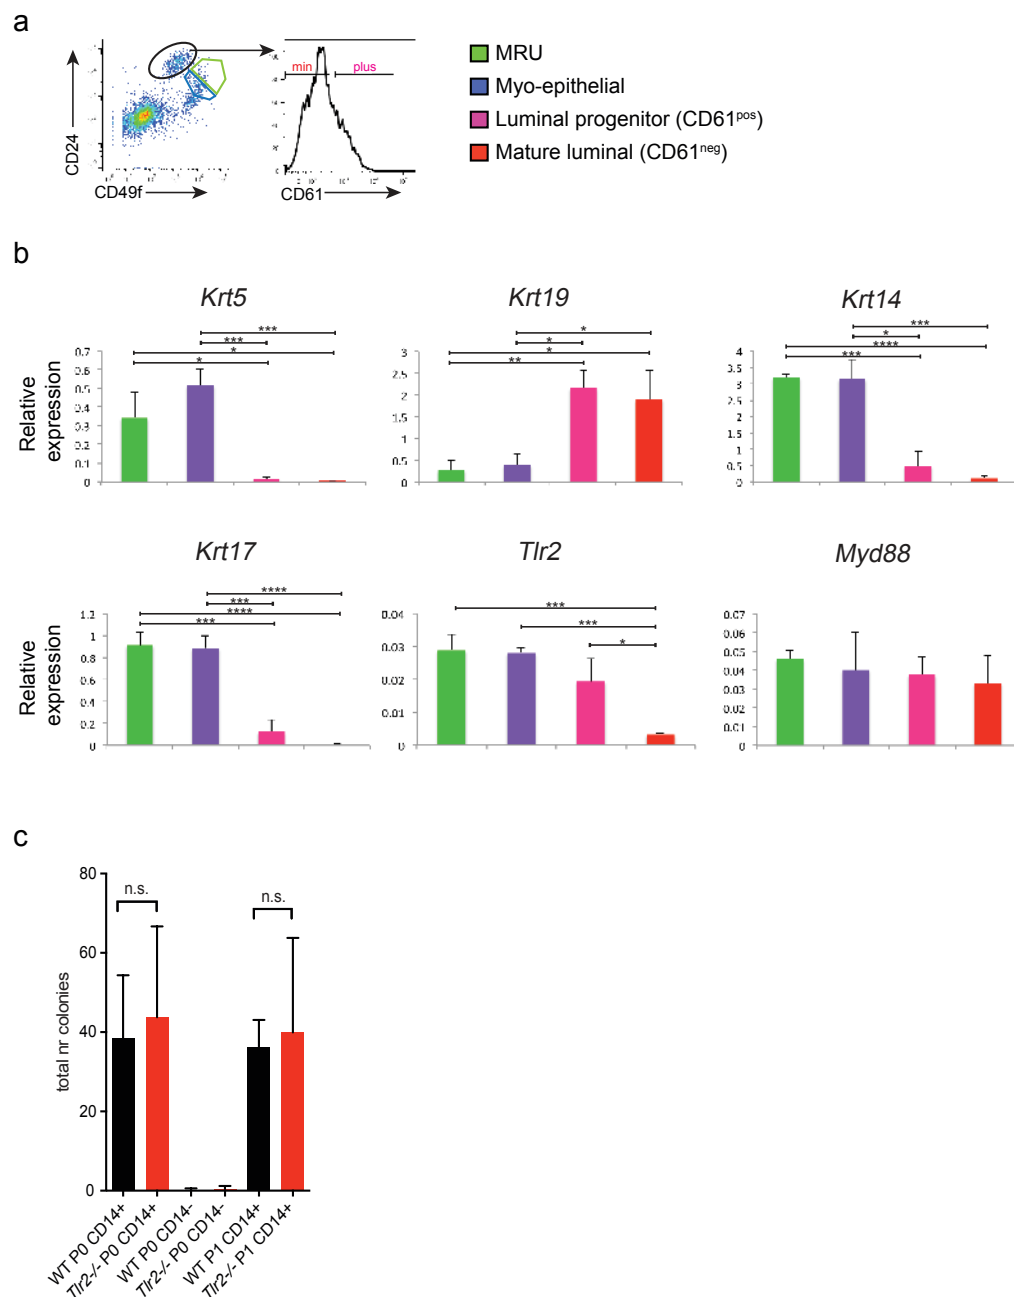 a
CD24
CD49f
min
plus
CD61
MRU
Myo-epithelial
Luminal progenitor (CD61pos)
Mature luminal (CD61neg)
b
Krt5
Krt19
Krt14
Relative
expression
***
***
*
*
0.7
0.6
0.5
0.4
0.3
0.2
0.1
0
*
*
*
**
3
2.5
2
1.5
1
0.5
0
***
*
****
***
4
3.5
3
2.5
2
1.5
1
0.5
0
Krt17
Tlr2
Myd88
Relative
expression
****
***
****
***
1.2
1
0.8
0.6
0.4
0.2
0
***
***
*
0.04
0.03
0.02
0.01
0
0.07
0.06
0.05
0.04
0.03
0.02
0.01
0
c
total nr colonies
80
60
40
20
0
n.s.
n.s.
WT P0 CD14+
Tlr2-/- P0 CD14+
WT P0 CD14-
Tlr2-/- P0 CD14-
WT P1 CD14+
Tlr2-/- P1 CD14+